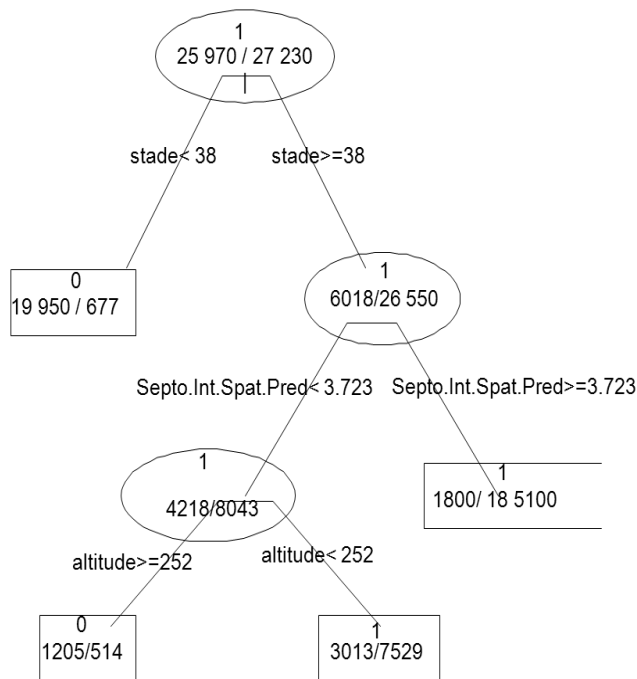 1
25 970 / 27 230
stade< 38
stade>=38
0
19 950 / 677
1
6018/26 550
Septo.Int.Spat.Pred< 3.723
Septo.Int.Spat.Pred>=3.723
1
4218/8043
1
1800/ 18 5100
altitude>=252
altitude< 252
0
1205/514
1
3013/7529